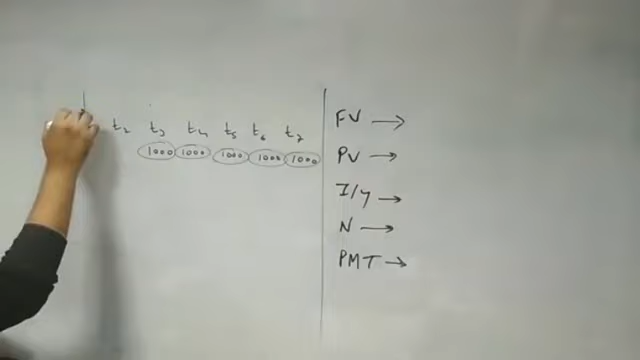 t₂ t₃ t₄ t₅ t₆ t₇
1000 1000 1000 1000 1000
FV →
PV →
I/y →
N →
PMT →